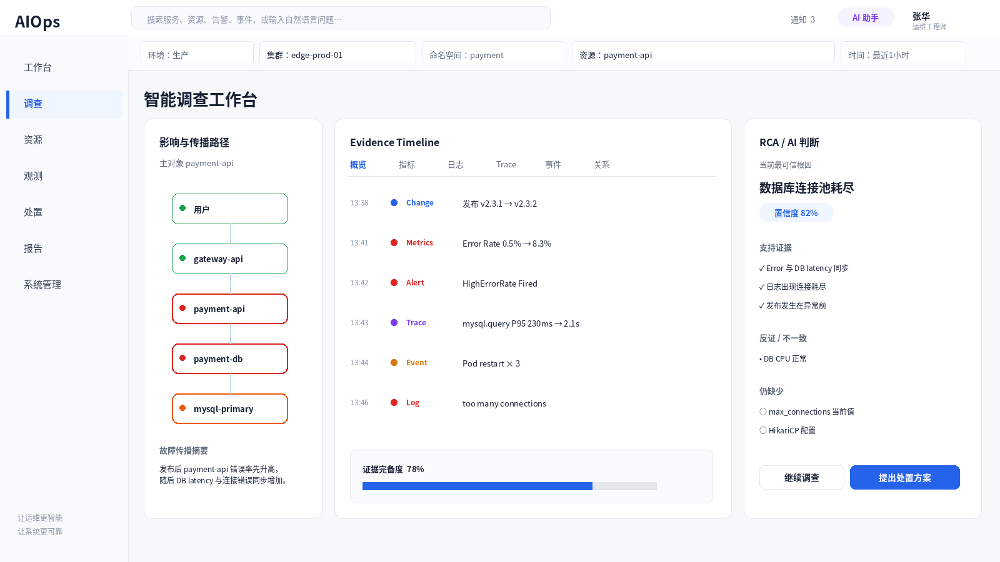 AIOps
搜索服务、资源、告警、事件，或输入自然语言问题…
通知 3
AI 助手
张华
运维工程师
环境：生产
集群：edge-prod-01
命名空间：payment
资源：payment-api
时间：最近1小时
工作台
调查
资源
观测
处置
报告
系统管理
让运维更智能
让系统更可靠
智能调查工作台
影响与传播路径
主对象 payment-api
用户
gateway-api
payment-api
payment-db
mysql-primary
故障传播摘要
发布后 payment-api 错误率先升高，
随后 DB latency 与连接错误同步增加。
Evidence Timeline
概览 指标 日志 Trace 事件 关系
13:38 Change 发布 v2.3.1 → v2.3.2
13:41 Metrics Error Rate 0.5% → 8.3%
13:42 Alert HighErrorRate Fired
13:43 Trace mysql.query P95 230ms → 2.1s
13:44 Event Pod restart × 3
13:46 Log too many connections
证据完备度 78%
RCA / AI 判断
当前最可信根因
数据库连接池耗尽
置信度 82%
支持证据
✓ Error 与 DB latency 同步
✓ 日志出现连接耗尽
✓ 发布发生在异常前
反证 / 不一致
• DB CPU 正常
仍缺少
○ max_connections 当前值
○ HikariCP 配置
继续调查
提出处置方案